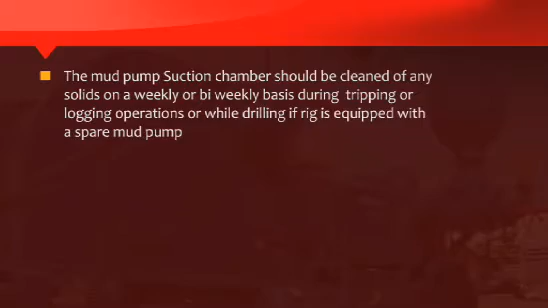 The mud pump Suction chamber should be cleaned of any
solids on a weekly or bi weekly basis during tripping or
logging operations or while drilling if rig is equipped with
a spare mud pump